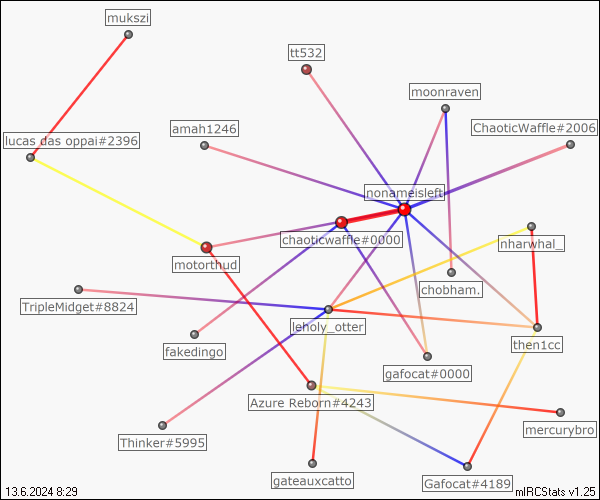 mukszi
tt532
moonraven
amah1246
ChaoticWaffle#2006
lucas das oppai#2396
nonameisleft
chaoticwaffle#0000
nharwhal_
motorthud
chobham.
TripleMidget#8824
leholy_otter
then1cc
fakedingo
gafocat#0000
Azure Reborn#4243
mercurybro
Thinker#5995
gateauxcatto
Gafocat#4189
13.6.2024 8:29
mIRCStats v1.25